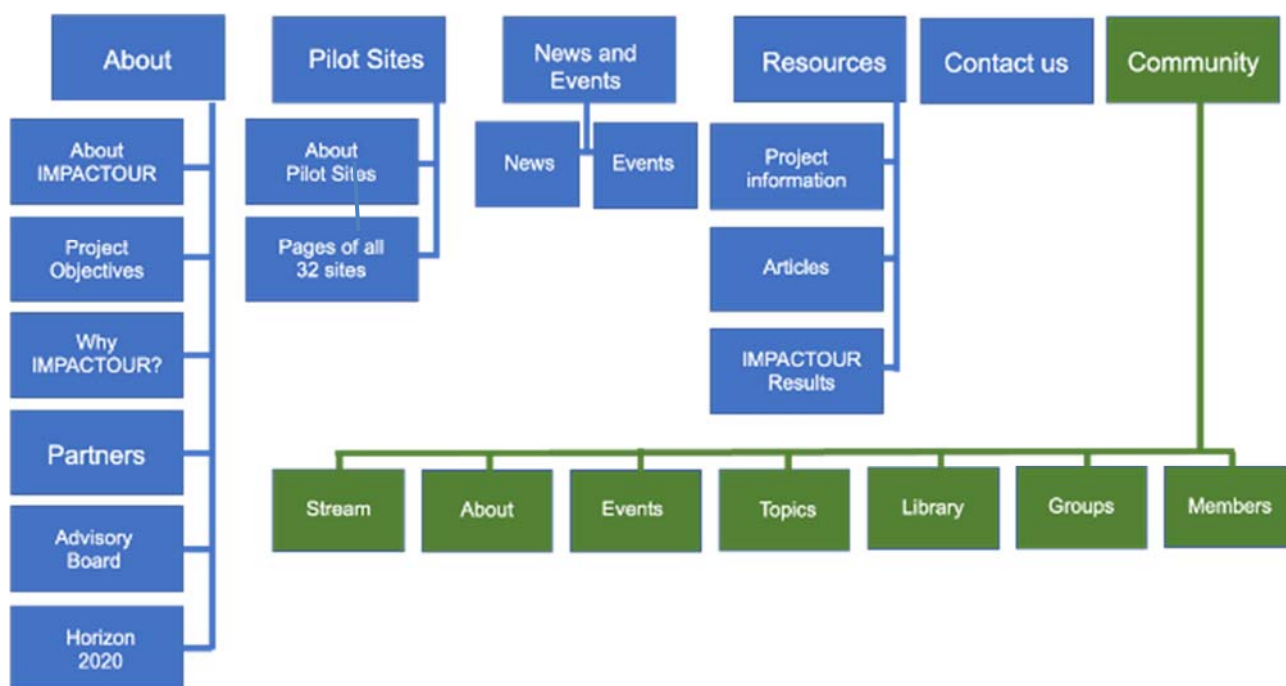 About
Pilot Sites
News and
Events
Resources
Contact us
Community
About
IMPACTOUR
Project
Objectives
Why
IMPACTOUR?
Partners
Advisory
Board
Horizon
2020
About
Pilot Sites
Pages of all
32 sites
News
Events
Project
information
Articles
IMPACTOUR
Results
Stream
About
Events
Topics
Library
Groups
Members